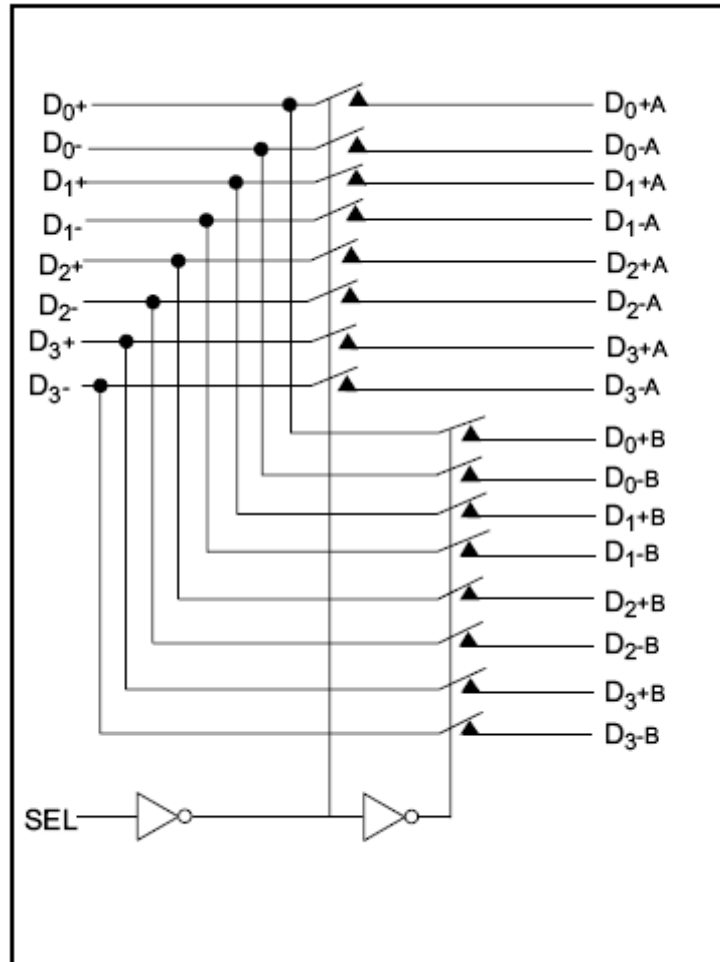 D0+ D0+A
D0- D0-A
D1+ D1+A
D1- D1-A
D2+ D2+A
D2- D2-A
D3+ D3+A
D3- D3-A
D0+B
D0-B
D1+B
D1-B
D2+B
D2-B
D3+B
D3-B
SEL